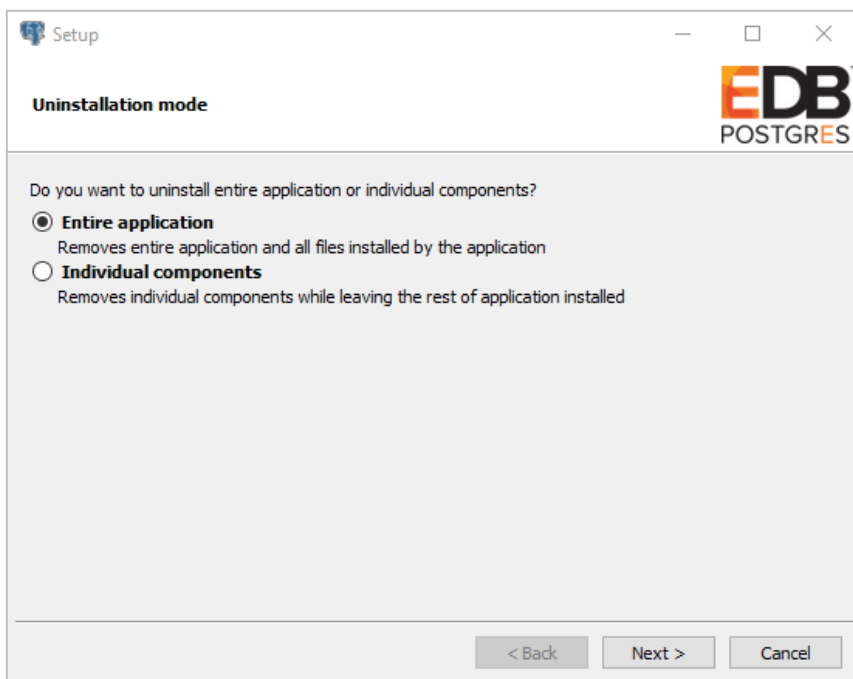 Setup
Uninstallation mode
EDB
POSTGRES
Do you want to uninstall entire application or individual components?
Entire application
Removes entire application and all files installed by the application
Individual components
Removes individual components while leaving the rest of application installed
< Back
Next >
Cancel